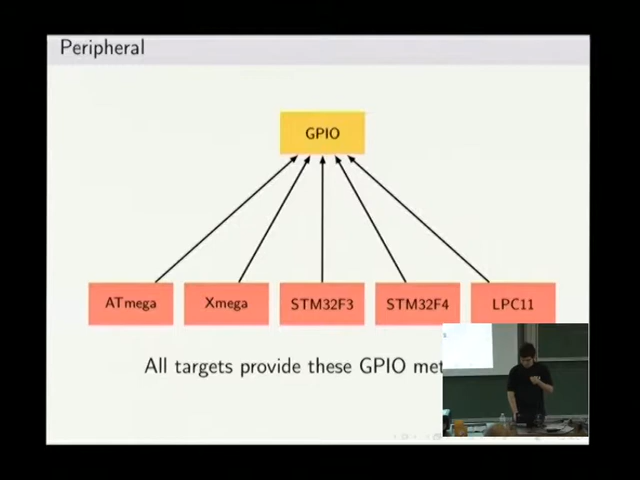 Peripheral
GPIO
ATmega Xmega STM32F3 STM32F4 LPC11
All targets provide these GPIO